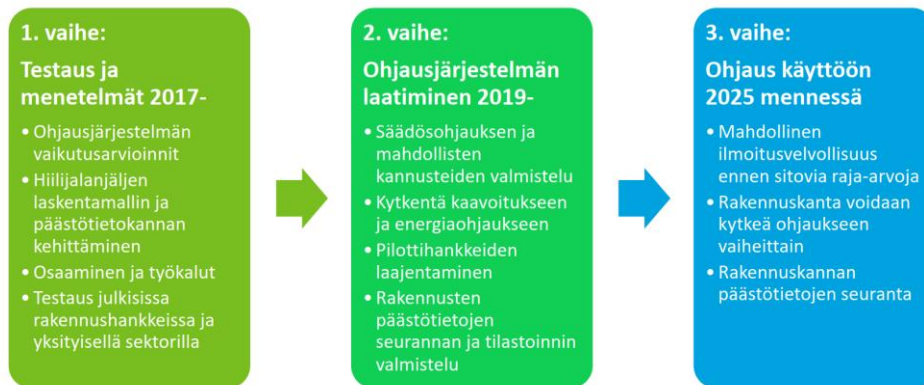 1. vaihe:
Testaus ja
menetelmät 2017-
• Ohjausjärjestelmän
vaikutusarvioinnit
• Hiilijalanjäljen
laskentamallin ja
päästötietokannan
kehittäminen
• Osaaminen ja työkalut
• Testaus julkisissa
rakennushankkeissa ja
yksityisellä sektorilla
2. vaihe:
Ohjausjärjestelmän
laatiminen 2019-
• Säädösohjauksen ja
mahdollisten
kannusteiden valmistelu
• Kytkentä kaavoitukseen
ja energiaohjaukseen
• Pilottihankkeiden
laajentaminen
• Rakennusten
päästötietojen
seurannan ja tilastoinnin
valmistelu
3. vaihe:
Ohjaus käyttöön
2025 mennessä
• Mahdollinen
ilmoitusvelvollisuus
ennen sitovia raja-arvoja
• Rakennuskanta voidaan
kytkeä ohjaukseen
vaiheittain
• Rakennuskannan
päästötietojen seuranta